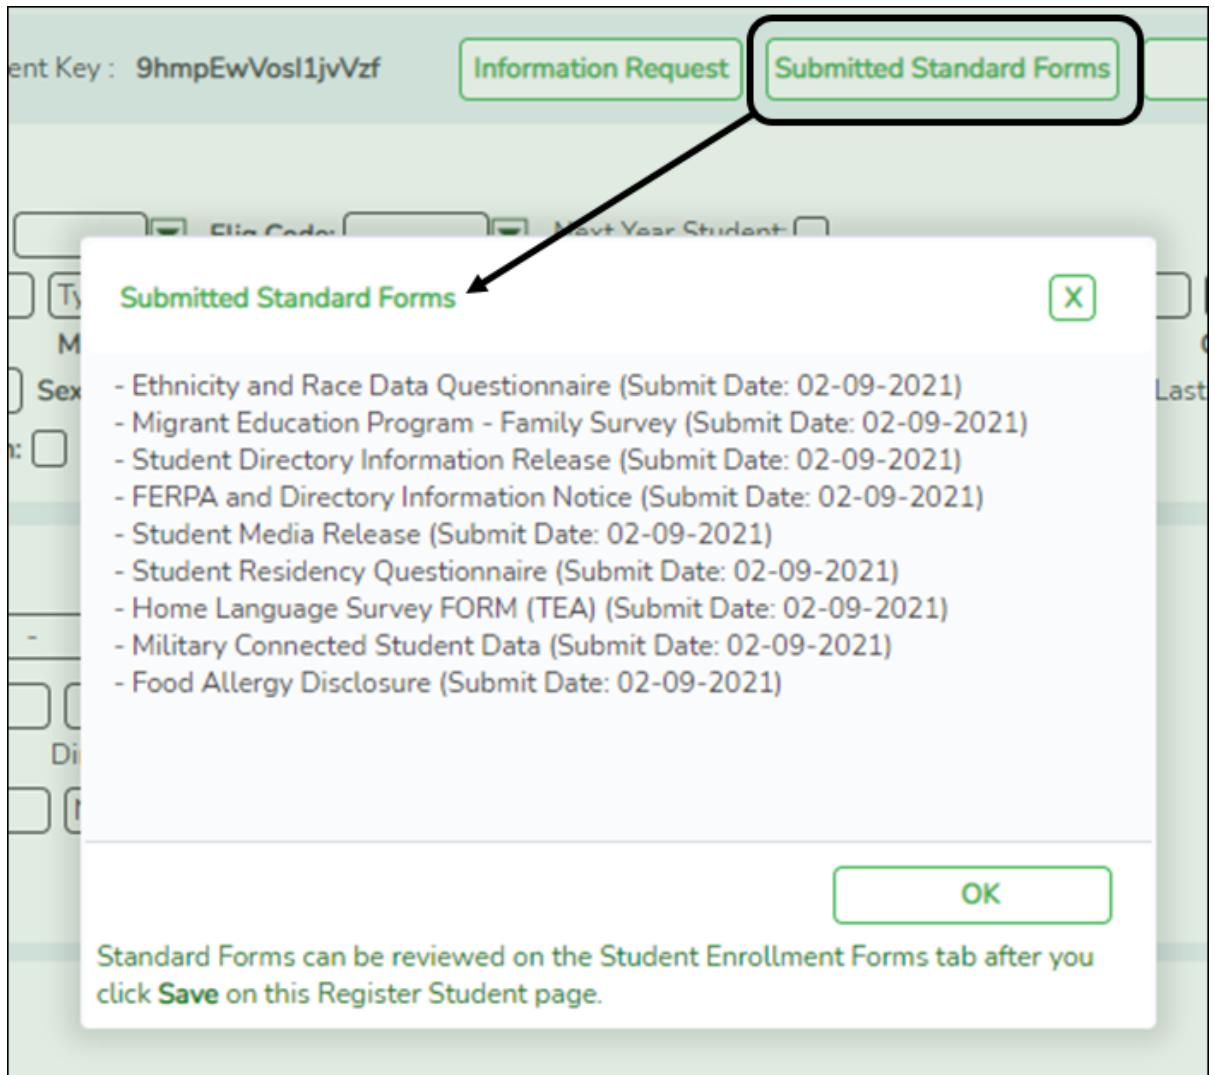 ent Key : 9hmpEwVosI1jvVzf Information Request Submitted Standard Forms
Elig Code: Next Year Student:
Submitted Standard Forms X
Ty
M
Sex
Last
- Ethnicity and Race Data Questionnaire (Submit Date: 02-09-2021)
- Migrant Education Program - Family Survey (Submit Date: 02-09-2021)
- Student Directory Information Release (Submit Date: 02-09-2021)
- FERPA and Directory Information Notice (Submit Date: 02-09-2021)
- Student Media Release (Submit Date: 02-09-2021)
- Student Residency Questionnaire (Submit Date: 02-09-2021)
- Home Language Survey FORM (TEA) (Submit Date: 02-09-2021)
- Military Connected Student Data (Submit Date: 02-09-2021)
- Food Allergy Disclosure (Submit Date: 02-09-2021)
-
Di
OK
Standard Forms can be reviewed on the Student Enrollment Forms tab after you
click Save on this Register Student page.